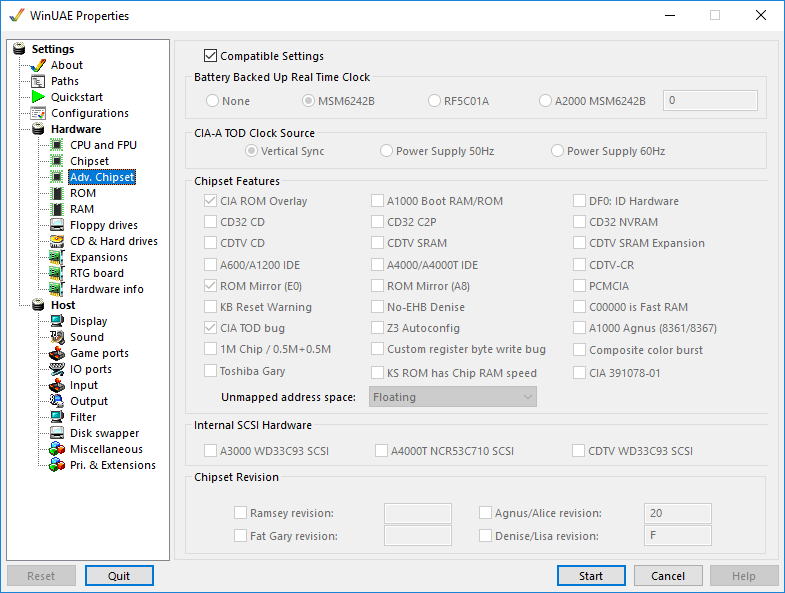 WinUAE Properties
Settings
About
Paths
Quickstart
Configurations
Hardware
CPU and FPU
Chipset
Adv. Chipset
ROM
RAM
Floppy drives
CD & Hard drives
Expansions
RTG board
Hardware info
Host
Display
Sound
Game ports
IO ports
Input
Output
Filter
Disk swapper
Miscellaneous
Pri. & Extensions
Reset
Quit
Compatible Settings
Battery Backed Up Real Time Clock
None MSM6242B RF5C01A A2000 MSM6242B 0
CIA-A TOD Clock Source
Vertical Sync Power Supply 50Hz Power Supply 60Hz
Chipset Features
CIA ROM Overlay A1000 Boot RAM/ROM DF0: ID Hardware
CD32 CD CD32 C2P CD32 NVRAM
CDTV CD CDTV SRAM CDTV SRAM Expansion
A600/A1200 IDE A4000/A4000T IDE CDTV-CR
ROM Mirror (E0) ROM Mirror (A8) PCMCIA
KB Reset Warning No-EHB Denise C00000 is Fast RAM
CIA TOD bug Z3 Autoconfig A1000 Agnus (8361/8367)
1M Chip / 0.5M+0.5M Custom register byte write bug Composite color burst
Toshiba Gary KS ROM has Chip RAM speed CIA 391078-01
Unmapped address space: Floating
Internal SCSI Hardware
A3000 WD33C93 SCSI A4000T NCR53C710 SCSI CDTV WD33C93 SCSI
Chipset Revision
Ramsey revision: Agnus/Alice revision: 20
Fat Gary revision: Denise/Lisa revision: F
Start Cancel Help